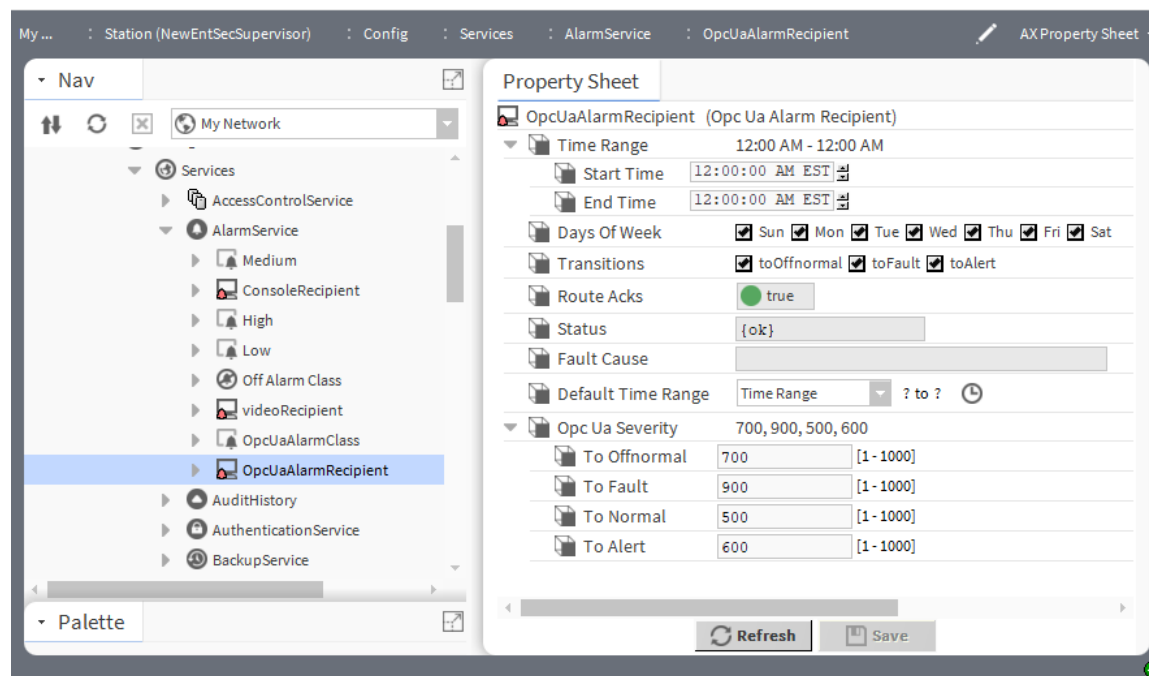 My ... : Station (NewEntSecSupervisor) : Config : Services : AlarmService : OpcUaAlarmRecipient AX Property Sheet
Nav
My Network
Services
AccessControlService
AlarmService
Medium
ConsoleRecipient
High
Low
Off Alarm Class
videoRecipient
OpcUaAlarmClass
OpcUaAlarmRecipient
AuditHistory
AuthenticationService
BackupService
Palette
Property Sheet
OpcUaAlarmRecipient (Opc Ua Alarm Recipient)
Time Range 12:00 AM - 12:00 AM
Start Time 12:00:00 AM EST
End Time 12:00:00 AM EST
Days Of Week Sun Mon Tue Wed Thu Fri Sat
Transitions toOffnormal toFault toAlert
Route Acks true
Status {ok}
Fault Cause
Default Time Range Time Range ? to ?
Opc Ua Severity 700, 900, 500, 600
To Offnormal 700 [1 - 1000]
To Fault 900 [1 - 1000]
To Normal 500 [1 - 1000]
To Alert 600 [1 - 1000]
Refresh Save